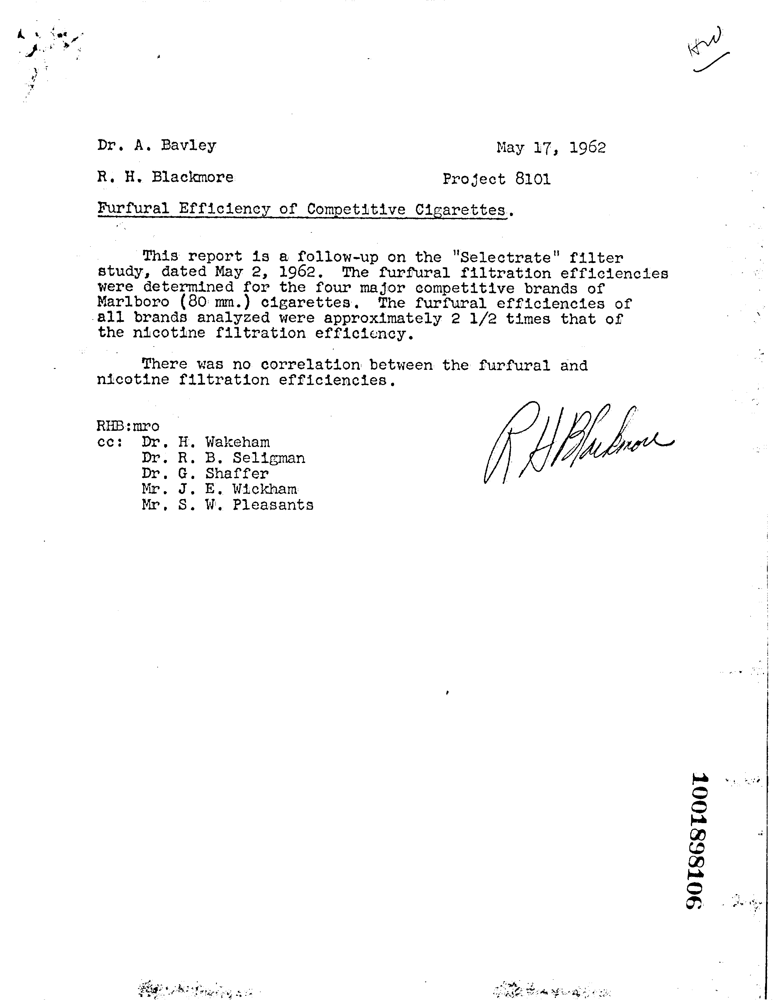 HW
Dr. A. Bavley May 17, 1962
R. H. Blackmore Project 8101
Furfural Efficiency of Competitive Cigarettes.
This report is a follow-up on the "Selectrate" filter
study, dated May 2, 1962. The furfural filtration efficiencies
were determined for the four major competitive brands of
Marlboro (80 mm.) cigarettes. The furfural efficiencies of
all brands analyzed were approximately 2 1/2 times that of
the nicotine filtration efficiency.
There was no correlation between the furfural and
nicotine filtration efficiencies.
RHB:mro
cc: Dr. H. Wakeham
Dr. R. B. Seligman
Dr. G. Shaffer
Mr. J. E. Wickham
Mr. S. W. Pleasants
R H Blackmore
1001898106